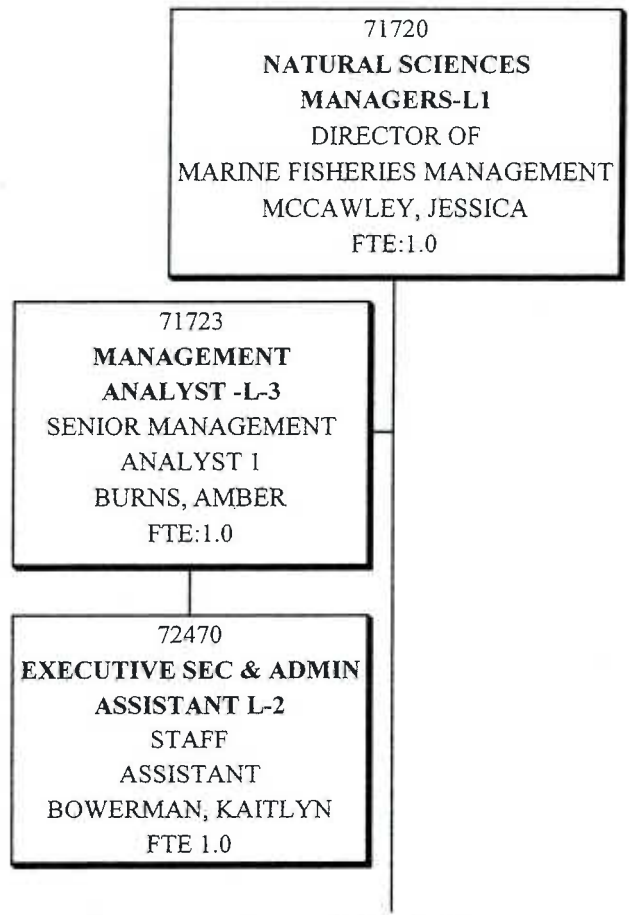 71720
NATURAL SCIENCES
MANAGERS-L1
DIRECTOR OF
MARINE FISHERIES MANAGEMENT
MCCAWLEY, JESSICA
FTE:1.0
71723
MANAGEMENT
ANALYST -L-3
SENIOR MANAGEMENT
ANALYST 1
BURNS, AMBER
FTE:1.0
72470
EXECUTIVE SEC & ADMIN
ASSISTANT L-2
STAFF
ASSISTANT
BOWERMAN, KAITLYN
FTE 1.0